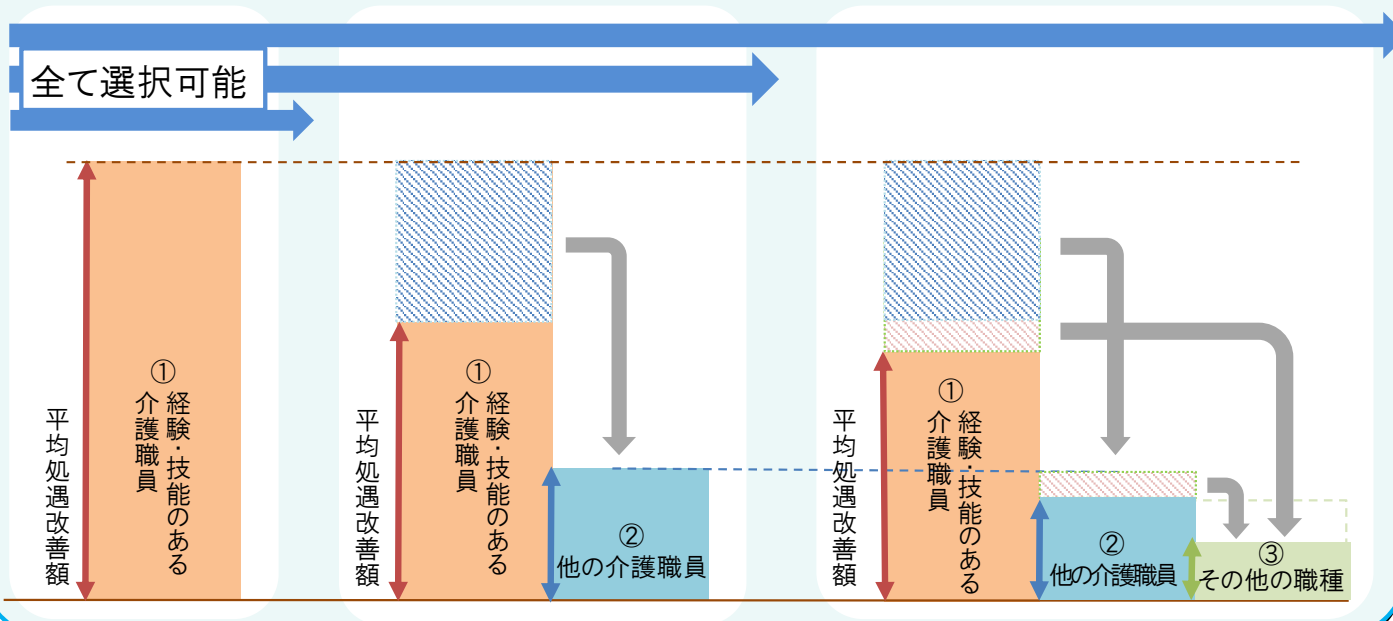 全て選択可能
平均処遇改善額
①
経験・技能のある
介護職員
平均処遇改善額
①
経験・技能のある
介護職員
②
他の介護職員
平均処遇改善額
①
経験・技能のある
介護職員
②
他の介護職員
③
その他の職種